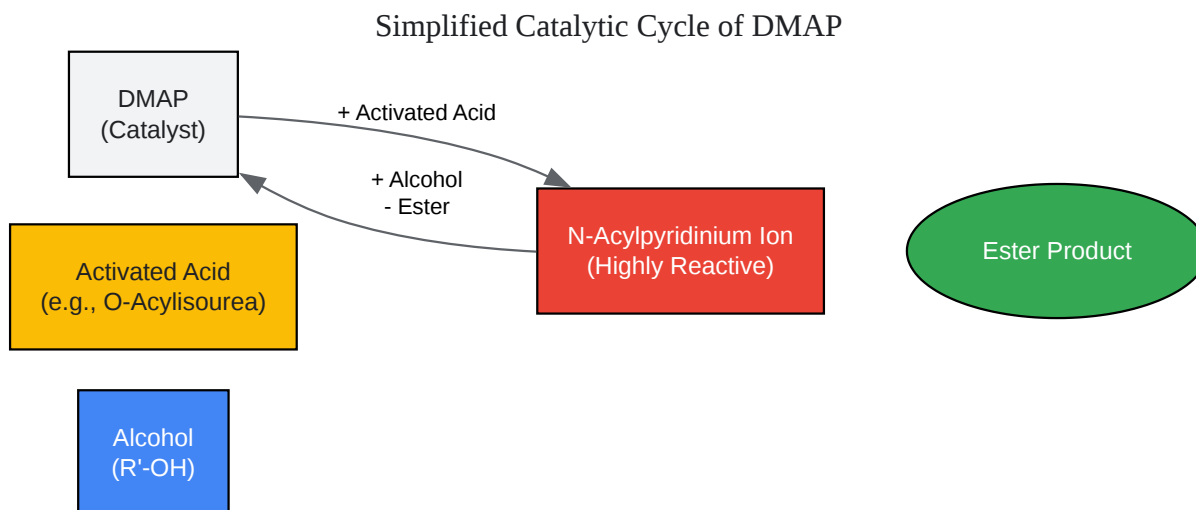 Simplified Catalytic Cycle of DMAP
DMAP
(Catalyst)
+ Activated Acid
+ Alcohol
- Ester
N-Acylpyridinium Ion
(Highly Reactive)
Ester Product
Activated Acid
(e.g., O-Acylisourea)
Alcohol
(R'-OH)